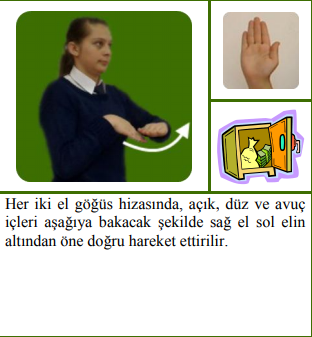 Her iki el göğüs hizasında, açık, düz ve avuç
içleri aşağıya bakacak şekilde sağ el sol elin
altından öne doğru hareket ettirilir.